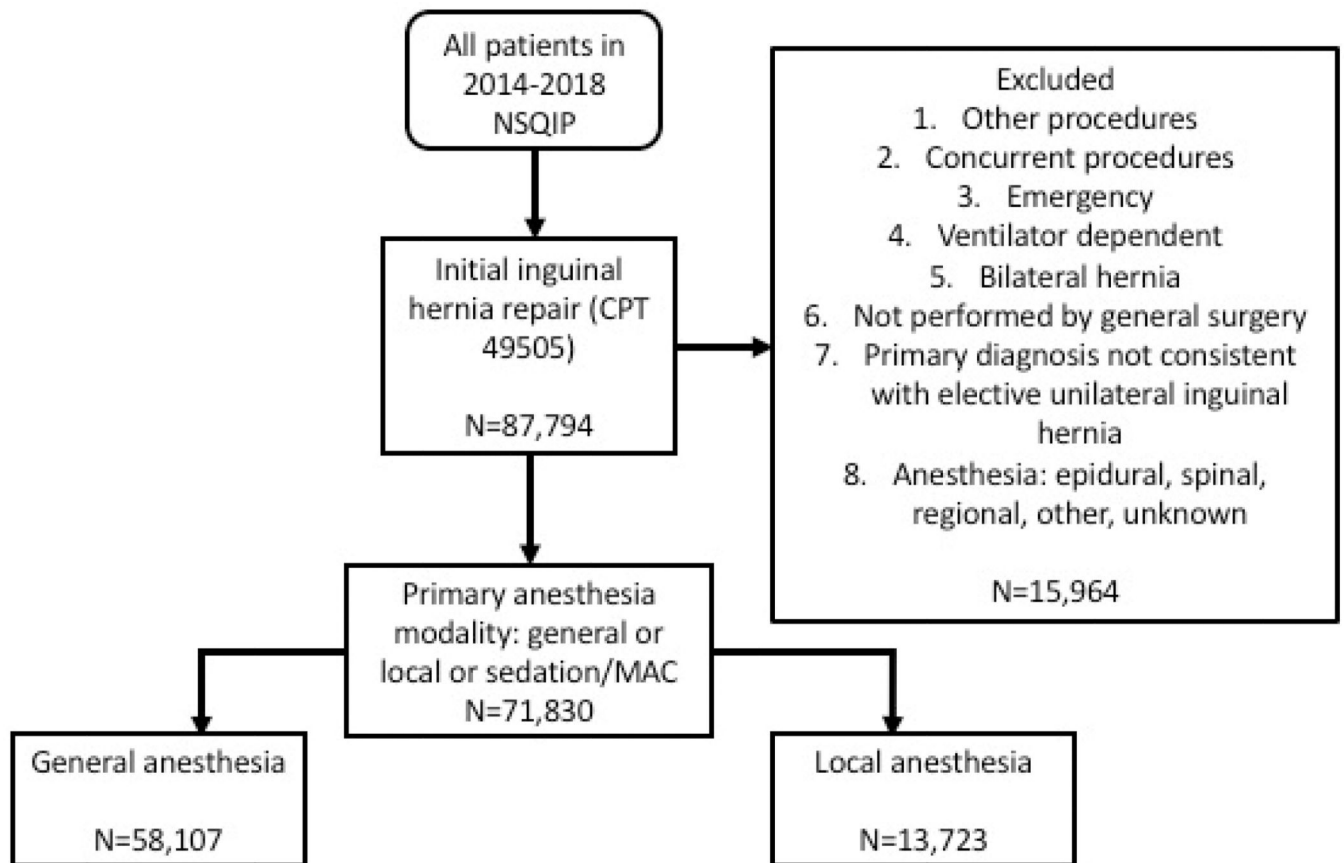 All patients in
2014-2018
NSQIP
Initial inguinal
hernia repair (CPT
49505)
N=87,794
Excluded
1. Other procedures
2. Concurrent procedures
3. Emergency
4. Ventilator dependent
5. Bilateral hernia
6. Not performed by general surgery
7. Primary diagnosis not consistent
with elective unilateral inguinal
hernia
8. Anesthesia: epidural, spinal,
regional, other, unknown
N=15,964
Primary anesthesia
modality: general or
local or sedation/MAC
N=71,830
General anesthesia
N=58,107
Local anesthesia
N=13,723